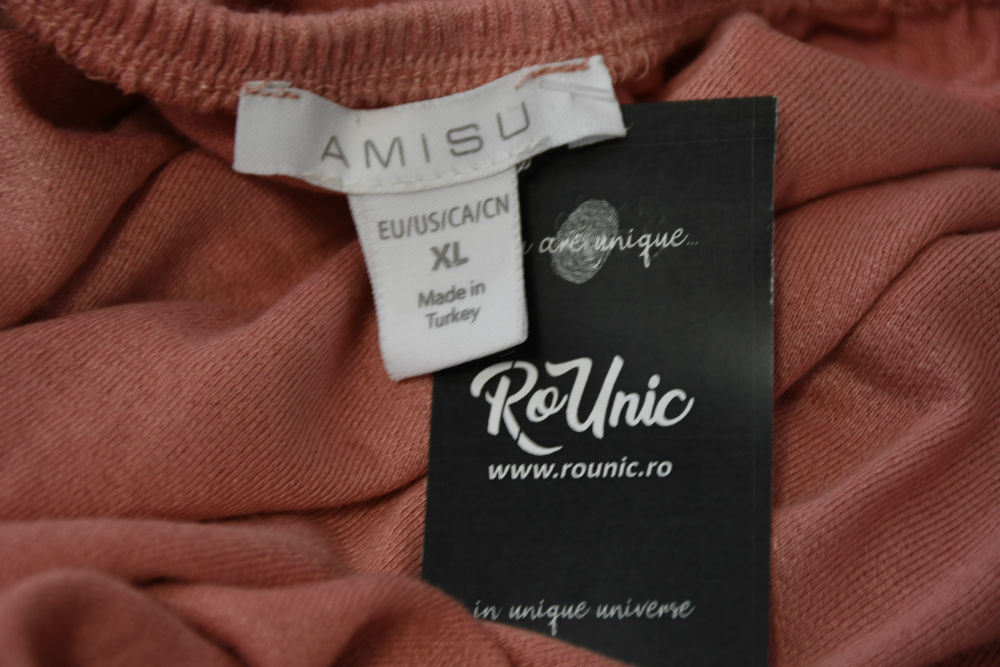 AMISU
EU/US/CA/CN
XL
Made in
Turkey
are unique...
RoUnic
www.rounic.ro
in unique universe